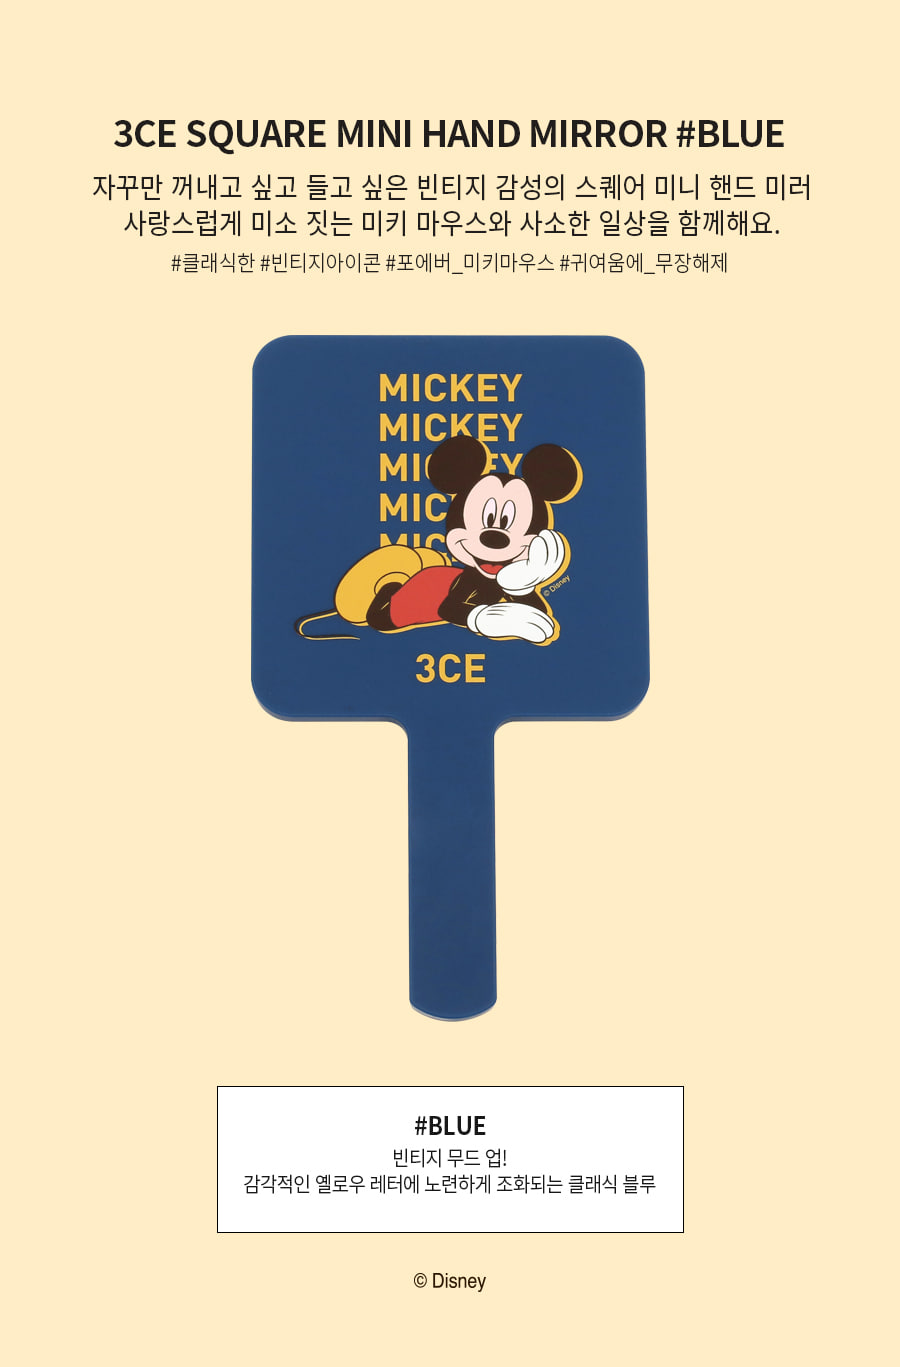 3CE SQUARE MINI HAND MIRROR #BLUE
자꾸만 꺼내고 싶고 들고 싶은 빈티지 감성의 스퀘어 미니 핸드 미러
사랑스럽게 미소 짓는 미키 마우스와 사소한 일상을 함께해요.
#클래식한 #빈티지아이콘 #포에버_미키마우스 #귀여움에_무장해제
MICKEY
MICKEY
MICKEY
MICKEY
MICKEY
© Disney
3CE
#BLUE
빈티지 무드 업!
감각적인 옐로우 레터에 노련하게 조화되는 클래식 블루
© Disney